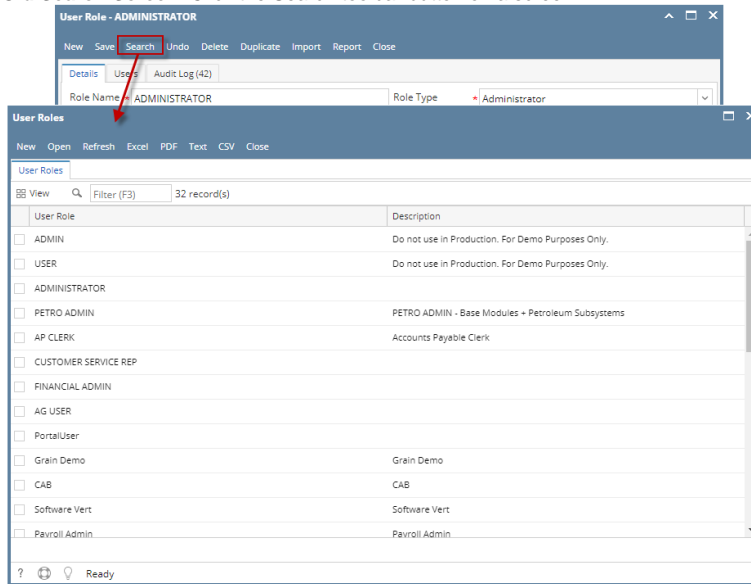 User Role - ADMINISTRATOR
New Save Search Undo Delete Duplicate Import Report Close
Details Users Audit Log (42)
Role Name * ADMINISTRATOR Role Type * Administrator
User Roles
New Open Refresh Excel PDF Text CSV Close
User Roles
View Filter (F3) 32 record(s)
User Role Description
ADMIN Do not use in Production. For Demo Purposes Only.
USER Do not use in Production. For Demo Purposes Only.
ADMINISTRATOR
PETRO ADMIN PETRO ADMIN - Base Modules + Petroleum Subsystems
AP CLERK Accounts Payable Clerk
CUSTOMER SERVICE REP
FINANCIAL ADMIN
AG USER
PortalUser
Grain Demo Grain Demo
CAB CAB
Software Vert Software Vert
Payroll Admin Payroll Admin
? Ready